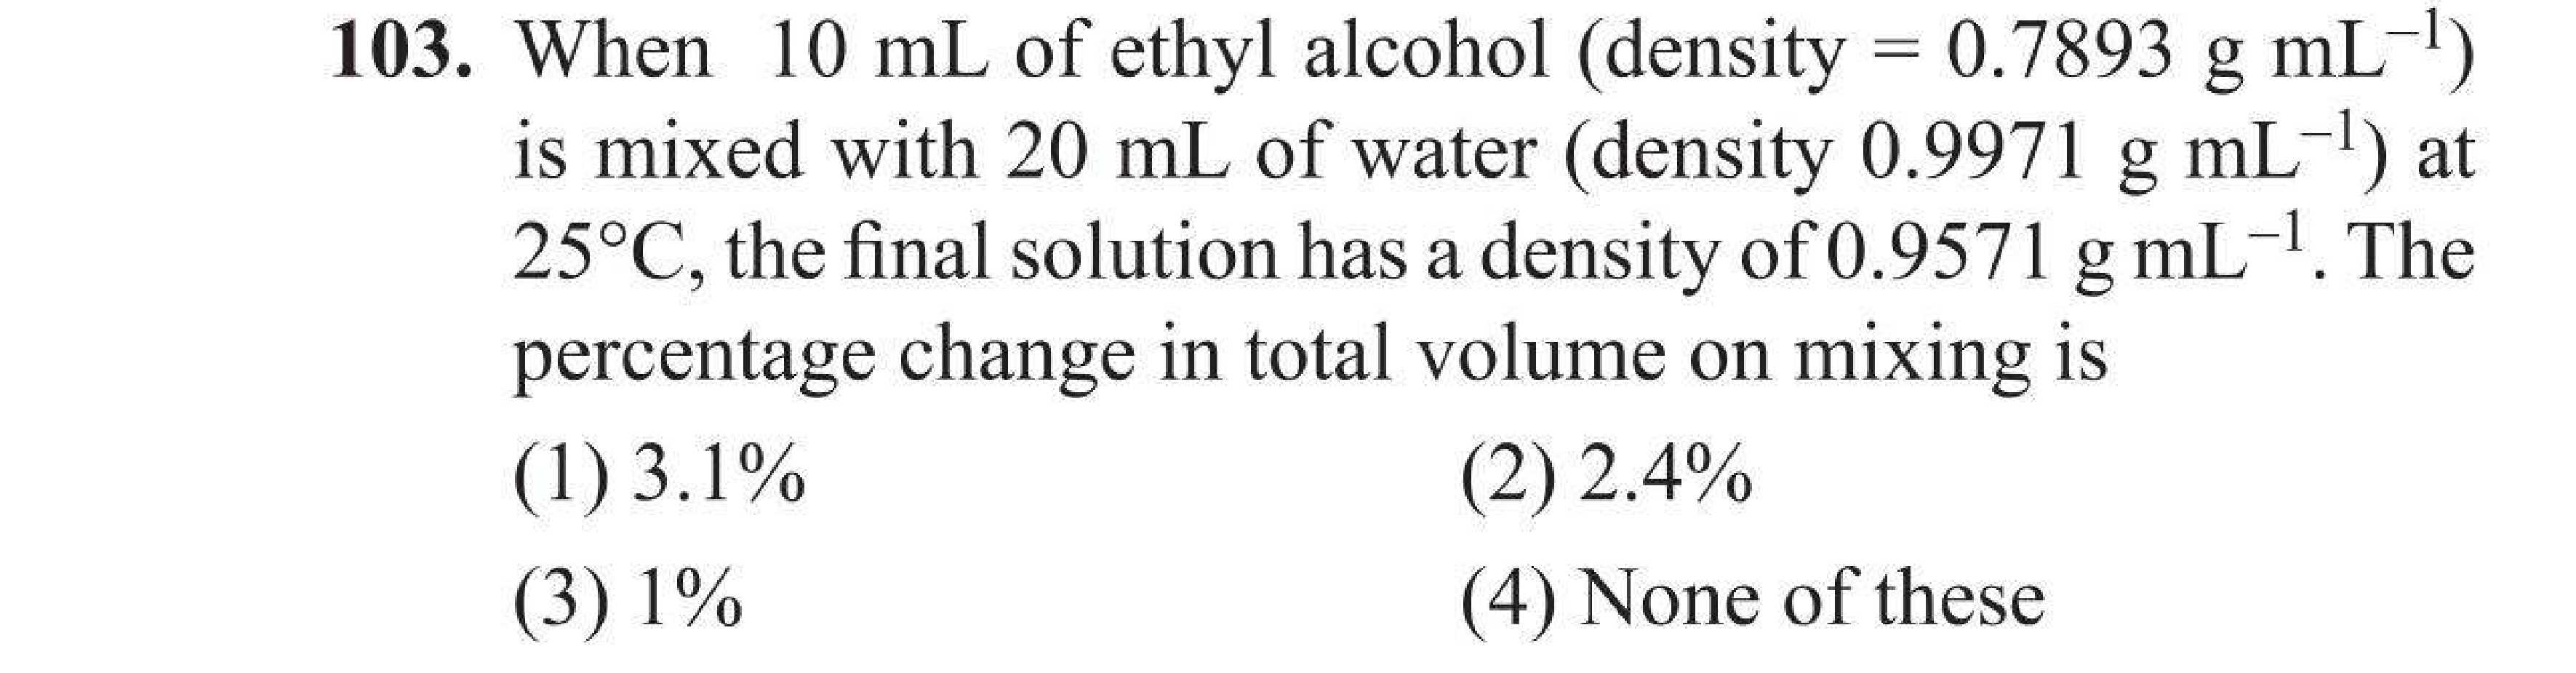 103. When 10 mL of ethyl alcohol (density = 0.7893 g mL⁻¹)
is mixed with 20 mL of water (density 0.9971 g mL⁻¹) at
25°C, the final solution has a density of 0.9571 g mL⁻¹. The
percentage change in total volume on mixing is
(1) 3.1% (2) 2.4%
(3) 1% (4) None of these